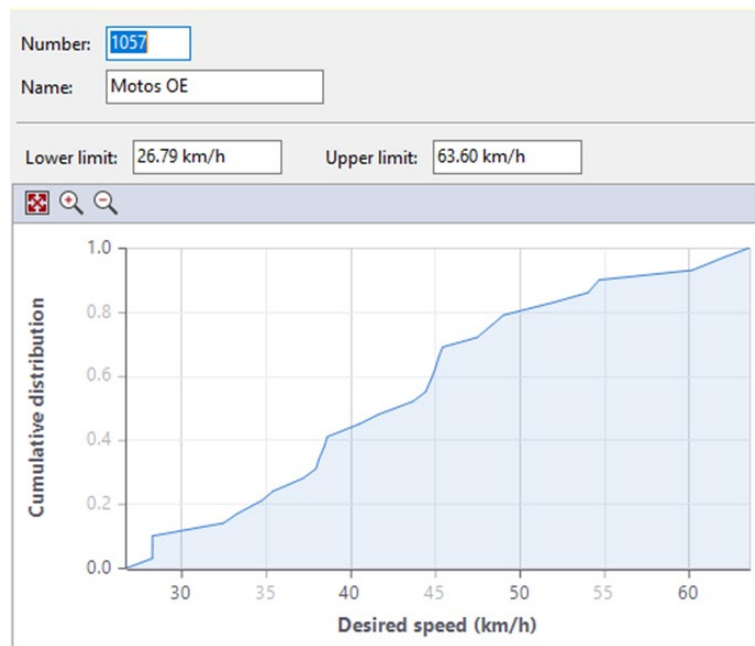 Number: 1057
Name: Motos OE
Lower limit: 26.79 km/h Upper limit: 63.60 km/h
1.0
0.8
0.6
0.4
0.2
0.0
Cumulative distribution
30 35 40 45 50 55 60
Desired speed (km/h)